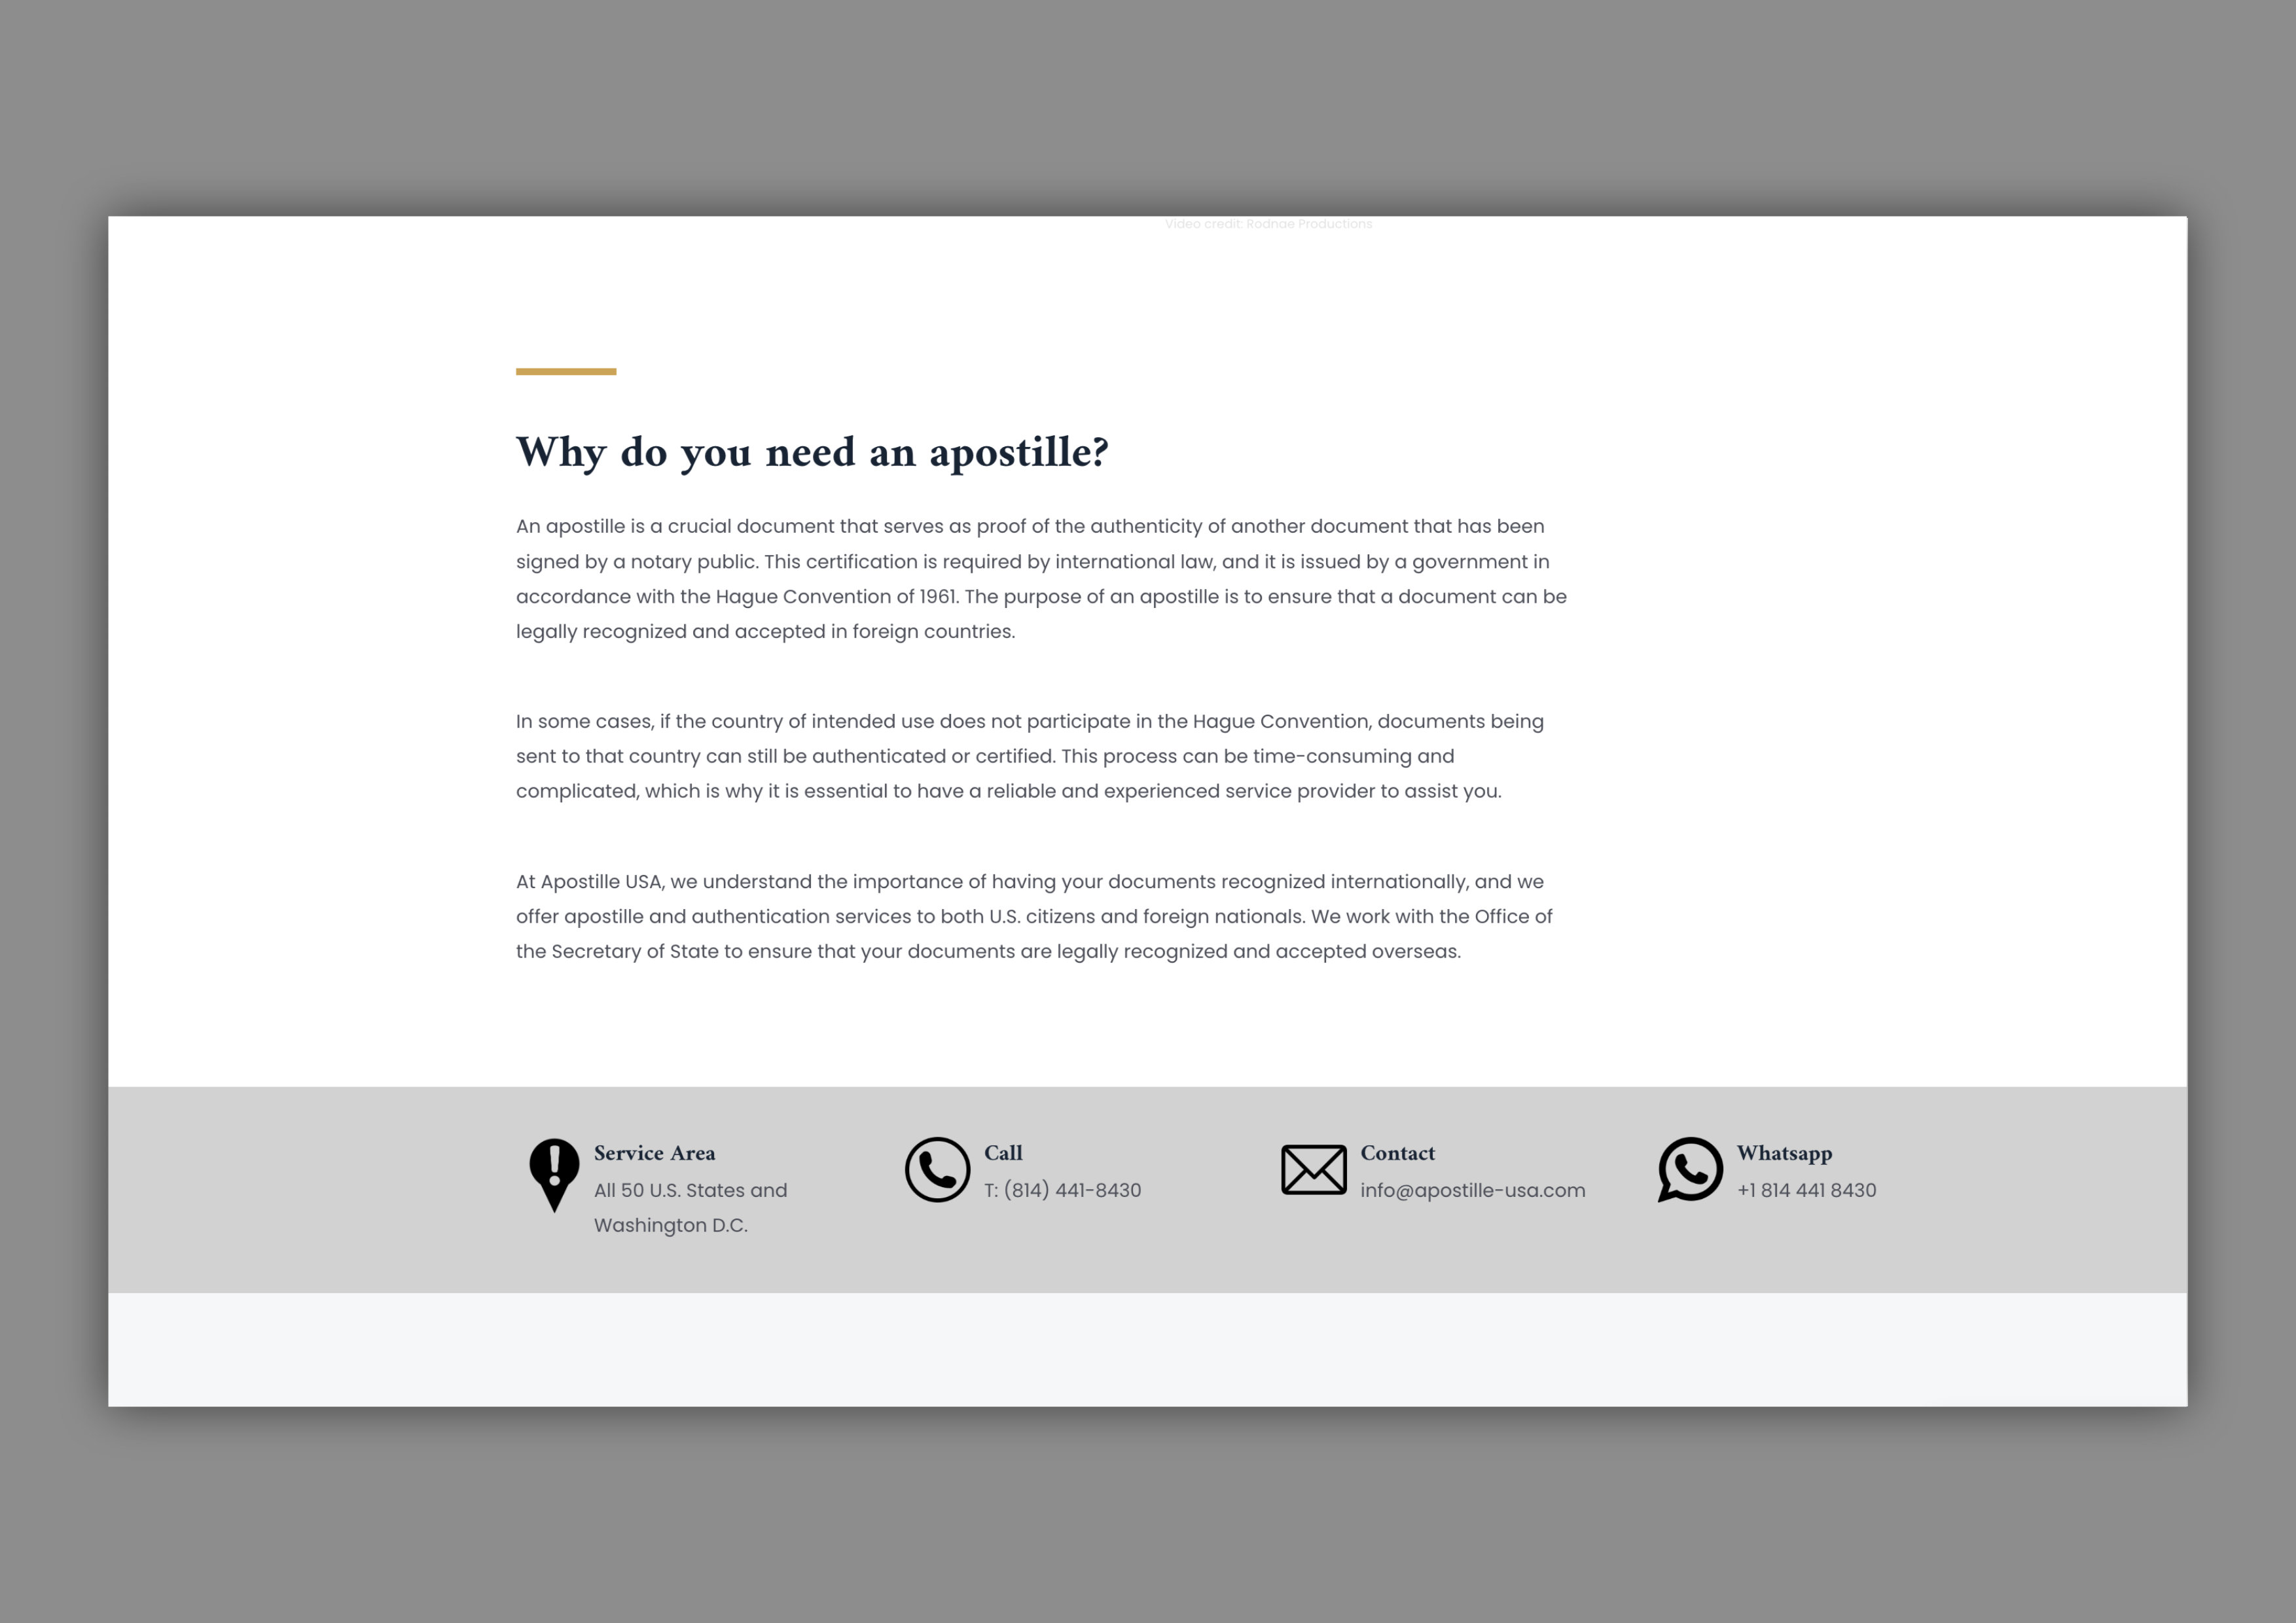 Video credit: Rodnae Productions
Why do you need an apostille?
An apostille is a crucial document that serves as proof of the authenticity of another document that has been
signed by a notary public. This certification is required by international law, and it is issued by a government in
accordance with the Hague Convention of 1961. The purpose of an apostille is to ensure that a document can be
legally recognized and accepted in foreign countries.
In some cases, if the country of intended use does not participate in the Hague Convention, documents being
sent to that country can still be authenticated or certified. This process can be time-consuming and
complicated, which is why it is essential to have a reliable and experienced service provider to assist you.
At Apostille USA, we understand the importance of having your documents recognized internationally, and we
offer apostille and authentication services to both U.S. citizens and foreign nationals. We work with the Office of
the Secretary of State to ensure that your documents are legally recognized and accepted overseas.
Service Area
All 50 U.S. States and
Washington D.C.
Call
T: (814) 441-8430
Contact
info@apostille-usa.com
Whatsapp
+1 814 441 8430